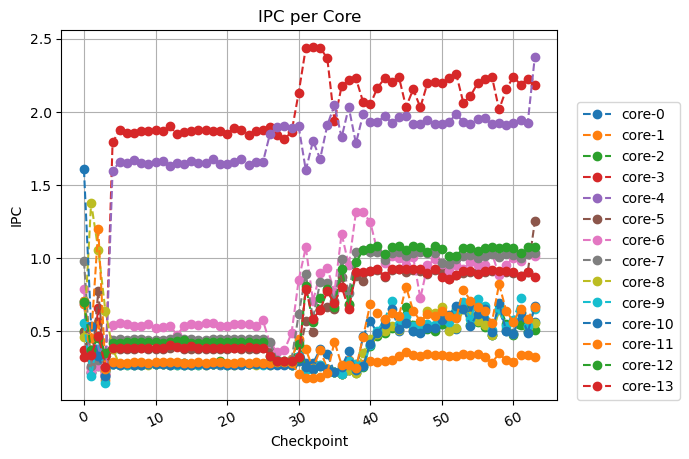 IPC per Core
2.5
2.0
1.5
1.0
0.5
IPC
0
10
20
30
40
50
60
Checkpoint
core-0
core-1
core-2
core-3
core-4
core-5
core-6
core-7
core-8
core-9
core-10
core-11
core-12
core-13